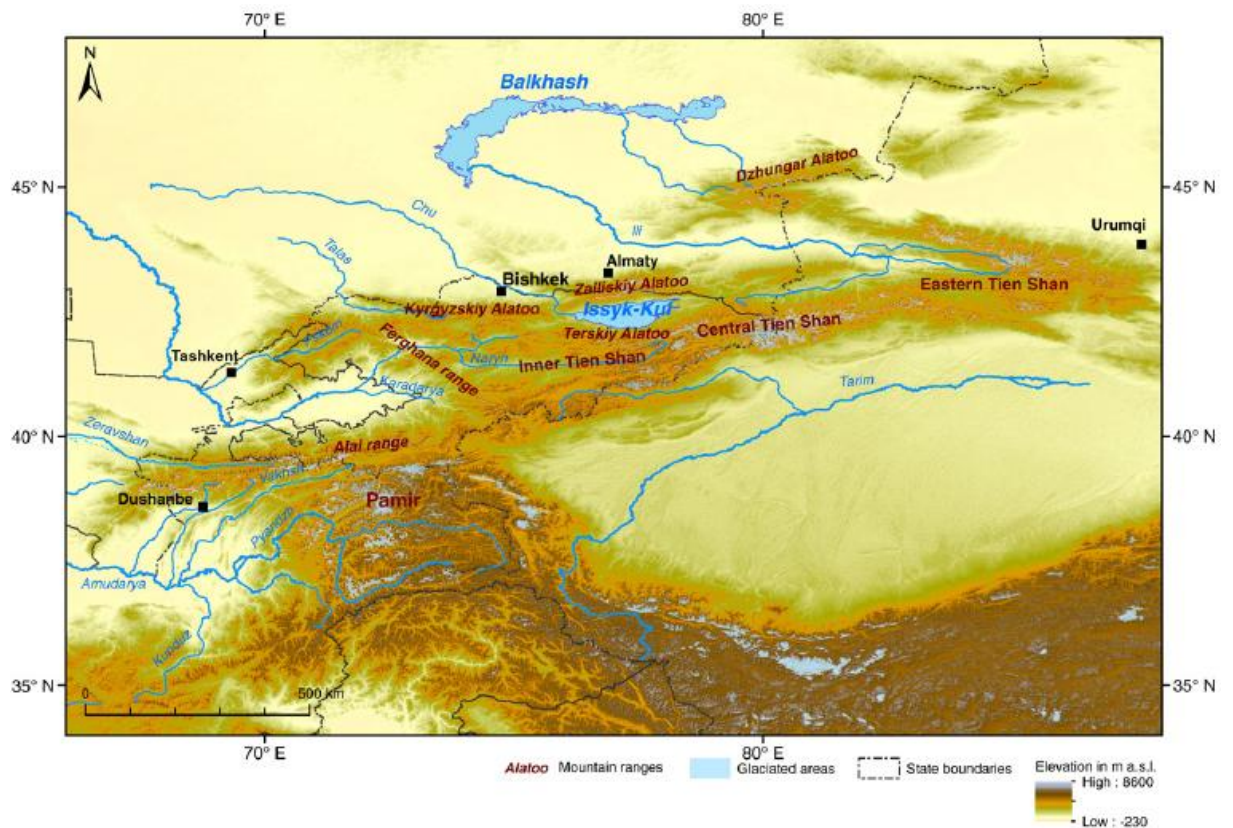 70° E
80° E
N
Balkhash
45° N
45° N
Dzhungar Alatoo
Chu
Ili
Urumqi
Talas
Almaty
Bishkek
Zailiskiy Alatoo
Eastern Tien Shan
Kyrgyzskiy Alatoo
Issyk-Kul
Terskiy Alatoo
Central Tien Shan
Tashkent
Ferghana range
Naryn
Inner Tien Shan
Karadarya
Tarim
40° N
40° N
Zeravshan
Alai range
Vakhsh
Dushanbe
Pamir
Pyandzh
Amudarya
Kunduz
35° N
35° N
0
500 km
70° E
80° E
Alatoo Mountain ranges
Glaciated areas
State boundaries
Elevation in m a.s.l.
High : 8600
Low : -230